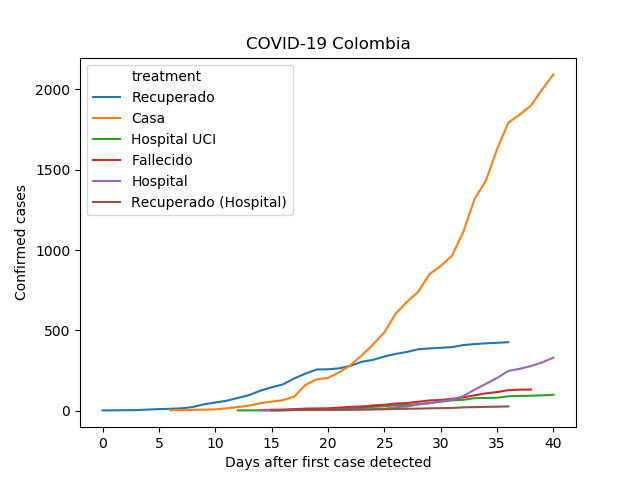 COVID-19 Colombia
treatment
Recuperado
Casa
Hospital UCI
Fallecido
Hospital
Recuperado (Hospital)
Confirmed cases
2000
1500
1000
500
0
0 5 10 15 20 25 30 35 40
Days after first case detected